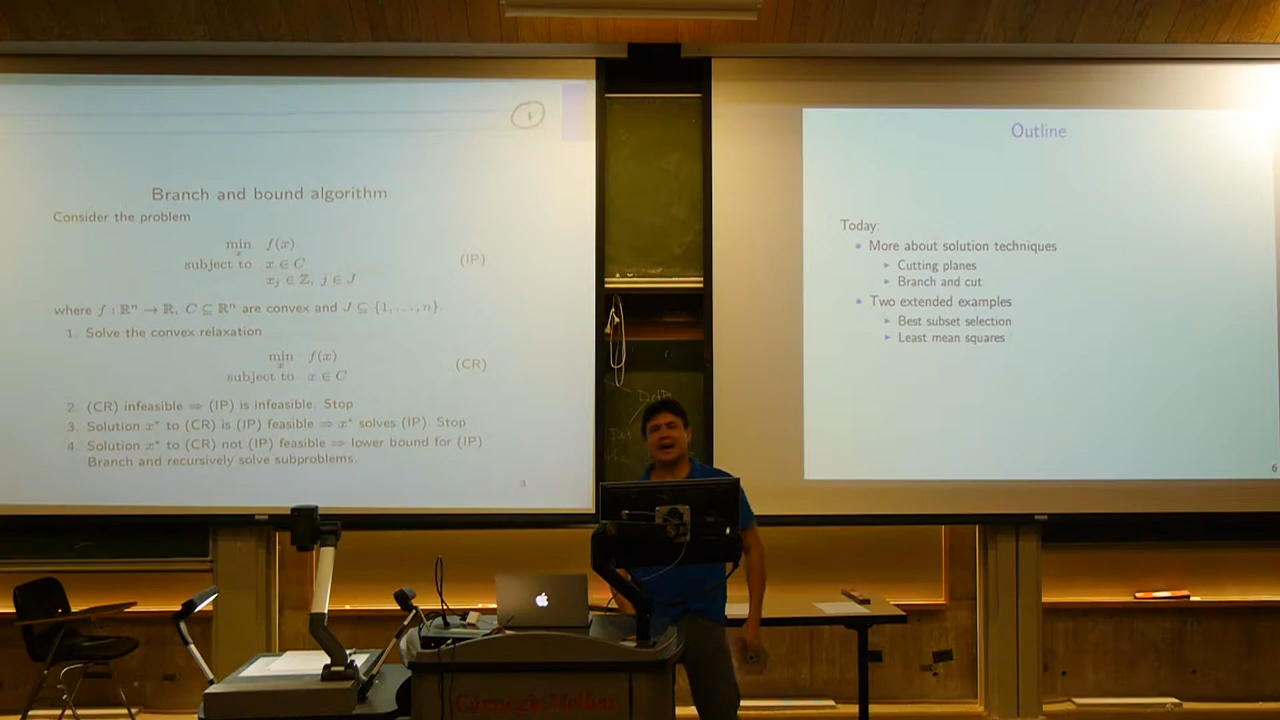 1
Branch and bound algorithm
Consider the problem
min f(x)
x
subject to x ∈ C (IP)
x_j ∈ ℤ, j ∈ J
where f : ℝⁿ → ℝ, C ⊆ ℝⁿ are convex and J ⊆ {1, . . . , n}.
1. Solve the convex relaxation
min f(x)
x
subject to x ∈ C (CR)
2. (CR) infeasible ⇒ (IP) is infeasible. Stop
3. Solution x* to (CR) is (IP) feasible ⇒ x* solves (IP). Stop
4. Solution x* to (CR) not (IP) feasible ⇒ lower bound for (IP)
Branch and recursively solve subproblems.
3
Outline
Today:
• More about solution techniques
▶ Cutting planes
▶ Branch and cut
• Two extended examples
▶ Best subset selection
▶ Least mean squares
6
Carnegie Mellon